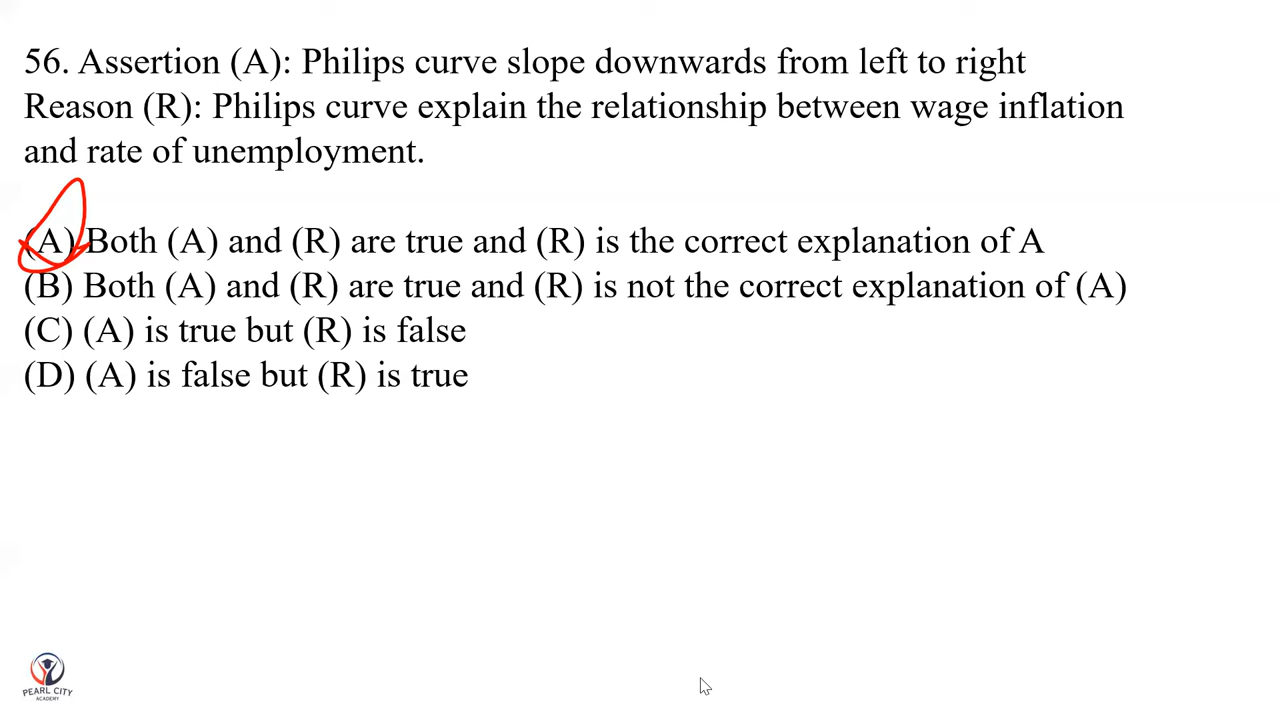 56. Assertion (A): Philips curve slope downwards from left to right
Reason (R): Philips curve explain the relationship between wage inflation
and rate of unemployment.
(A) Both (A) and (R) are true and (R) is the correct explanation of A
(B) Both (A) and (R) are true and (R) is not the correct explanation of (A)
(C) (A) is true but (R) is false
(D) (A) is false but (R) is true
PEARL CITY
ACADEMY